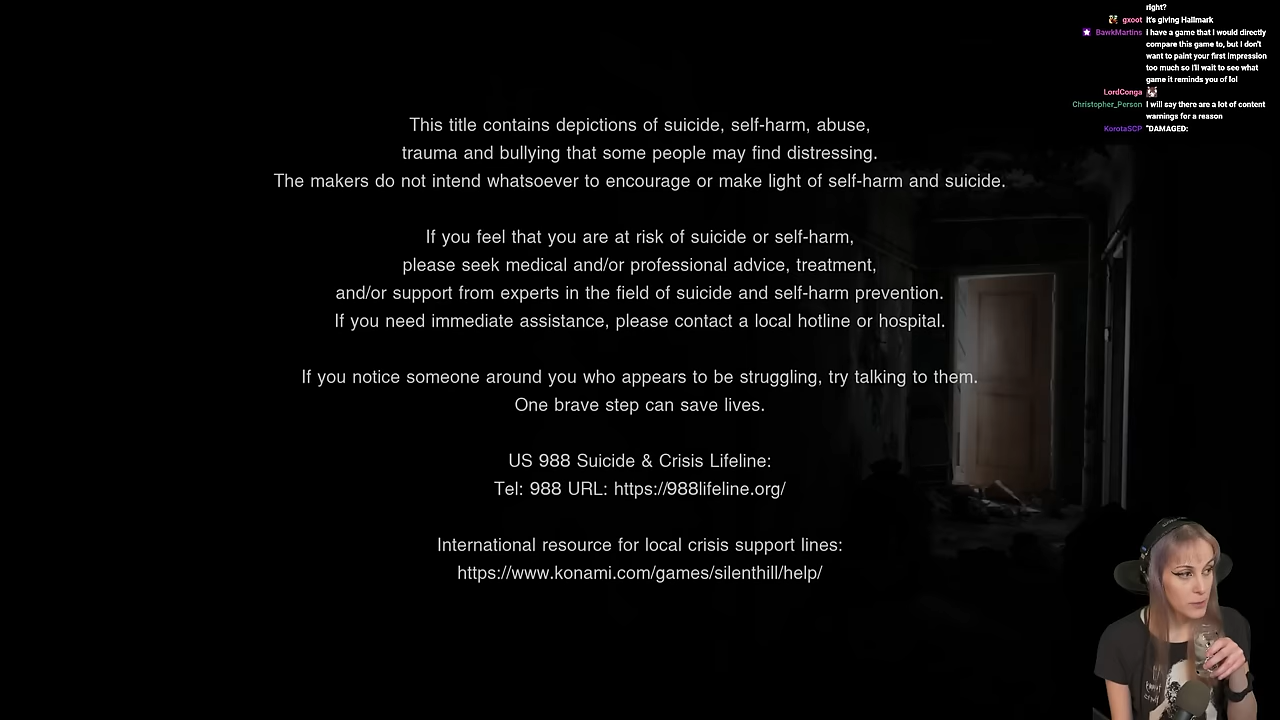 This title contains depictions of suicide, self-harm, abuse,
trauma and bullying that some people may find distressing.
The makers do not intend whatsoever to encourage or make light of self-harm and suicide.
If you feel that you are at risk of suicide or self-harm,
please seek medical and/or professional advice, treatment,
and/or support from experts in the field of suicide and self-harm prevention.
If you need immediate assistance, please contact a local hotline or hospital.
If you notice someone around you who appears to be struggling, try talking to them.
One brave step can save lives.
US 988 Suicide & Crisis Lifeline:
Tel: 988 URL: https://988lifeline.org/
International resource for local crisis support lines:
https://www.konami.com/games/silenthill/help/
right?
gxoot It's giving Hallmark
BawkMartins I have a game that I would directly
compare this game to, but I don't
want to paint your first impression
too much so I'll wait to see what
game it reminds you of lol
LordConga
Christopher_Person I will say there are a lot of content
warnings for a reason
KorotaSCP "DAMAGED: